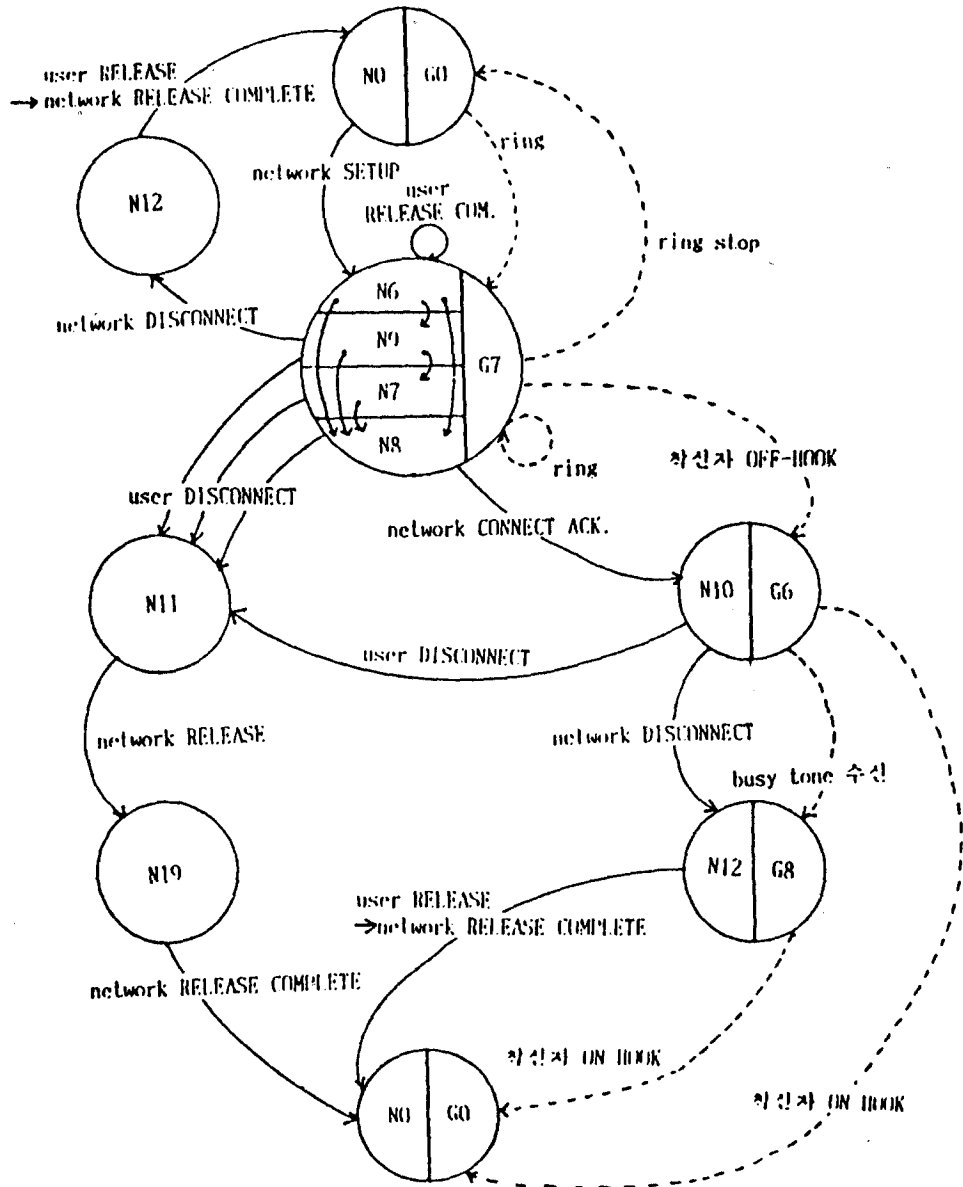 user RELEASE
→ network RELEASE COMPLETE
N0
G0
ring
network SETUP
user
RELEASE COM.
N12
ring stop
network DISCONNECT
N6
N9
G7
N7
N8
ring
착신자 OFF-HOOK
user DISCONNECT
network CONNECT ACK.
N11
N10
G6
user DISCONNECT
network RELEASE
network DISCONNECT
busy tone 수신
N19
N12
G8
user RELEASE
→network RELEASE COMPLETE
network RELEASE COMPLETE
착신자 ON HOOK
착신자 ON HOOK
N0
G0